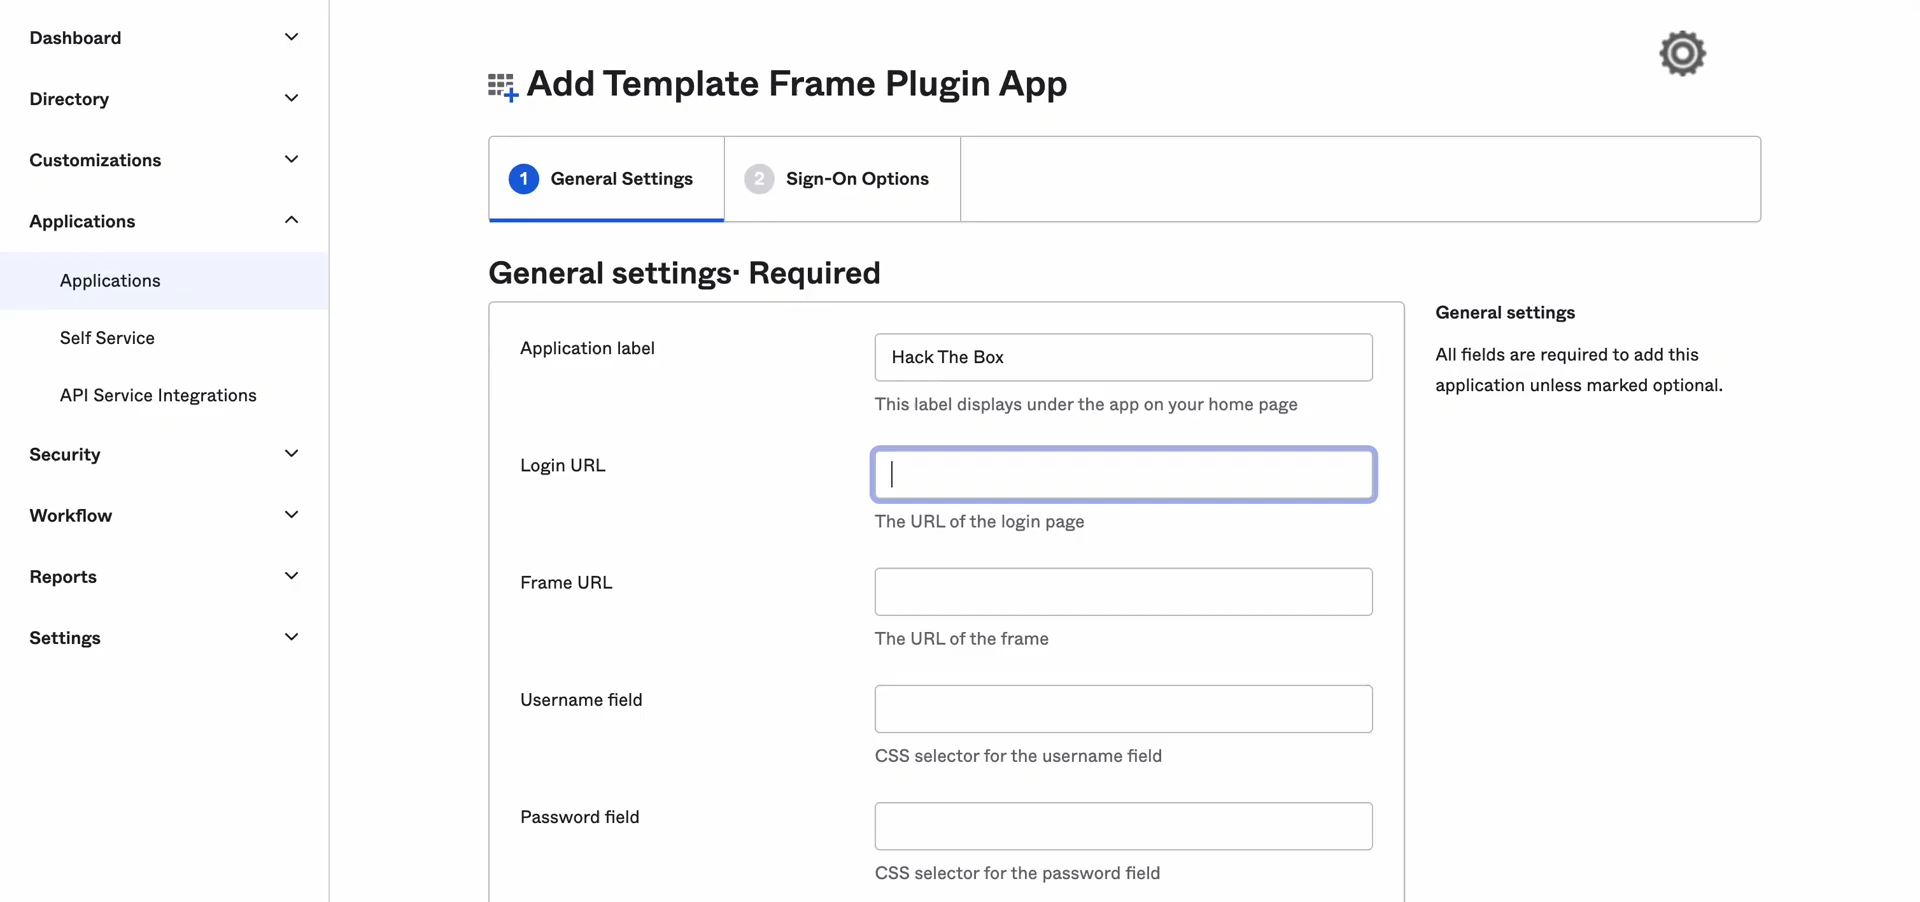 Dashboard
Directory
Customizations
Applications
Applications
Self Service
API Service Integrations
Security
Workflow
Reports
Settings
Add Template Frame Plugin App
1 General Settings
2 Sign-On Options
General settings· Required
Application label
Hack The Box
This label displays under the app on your home page
Login URL
The URL of the login page
Frame URL
The URL of the frame
Username field
CSS selector for the username field
Password field
CSS selector for the password field
General settings
All fields are required to add this
application unless marked optional.